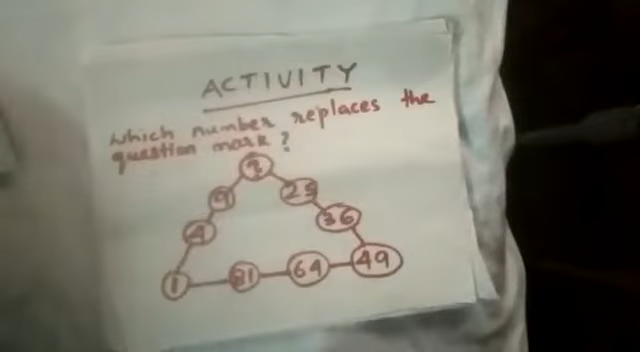 ACTIVITY
Which number replaces the
question mark?
?
9 25
4 36
1 81 64 49